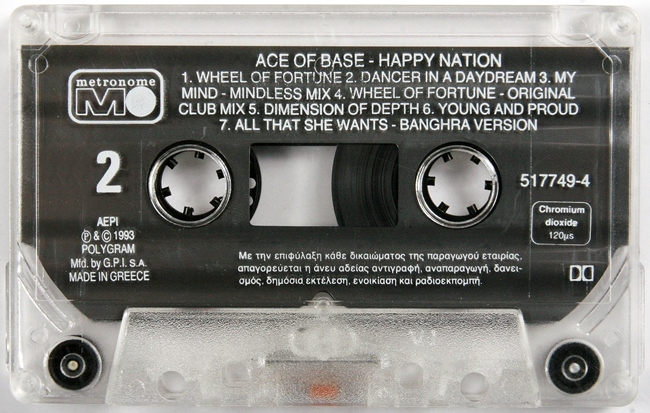 ACE OF BASE - HAPPY NATION
1. WHEEL OF FORTUNE 2. DANCER IN A DAYDREAM 3. MY
MIND - MINDLESS MIX 4. WHEEL OF FORTUNE - ORIGINAL
CLUB MIX 5. DIMENSION OF DEPTH 6. YOUNG AND PROUD
7. ALL THAT SHE WANTS - BANGHRA VERSION
metronome
M
2
517749-4
Chromium
dioxide
120μs
AEPI
Ⓟ & © 1993
POLYGRAM
Mfd. by G.P.I. S.A.
MADE IN GREECE
Με την επιφύλαξη κάθε δικαιώματος της παραγωγού εταιρίας,
απαγορεύεται η άνευ αδείας αντιγραφή, αναπαραγωγή, δανει-
σμός, δημόσια εκτέλεση, ενοικίαση και ραδιοεκπομπή.